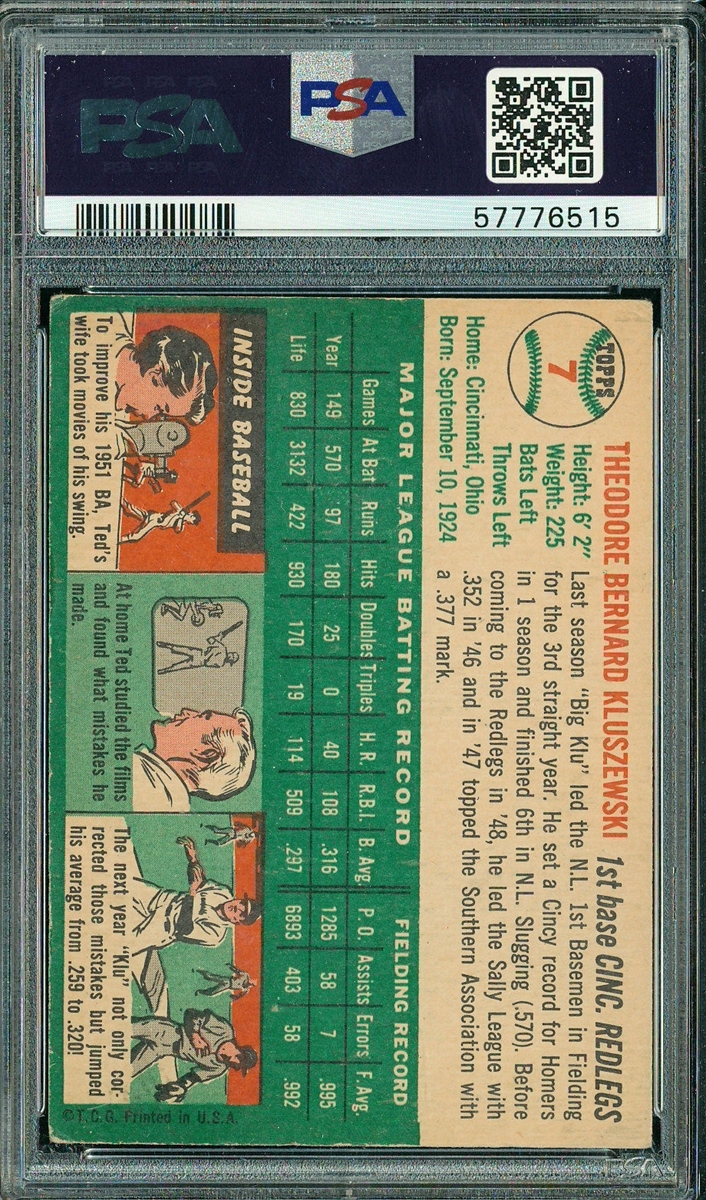 PSA
PSA
57776515
TOPPS
7
THEODORE BERNARD KLUSZEWSKI
1st base CINC. REDLEGS
Height: 6' 2"
Weight: 225
Bats Left
Throws Left
Home: Cincinnati, Ohio
Born: September 10, 1924
Last season "Big Klu" led the N.L. 1st Basemen in Fielding
for the 3rd straight year. He set a Cincy record for Homers
in 1 season and finished 6th in N.L. Slugging (.570). Before
coming to the Redlegs in '48, he led the Sally League with
.352 in '46 and in '47 topped the Southern Association with
a .377 mark.
MAJOR LEAGUE BATTING RECORD FIELDING RECORD
Games At Bat Runs Hits Doubles Triples H.R. R.B.I. B. Avg. P. O. Assists Errors F. Avg.
Year 149 570 97 180 25 0 40 108 .316 1285 58 7 .995
Life 830 3132 422 930 170 19 114 509 .297 6893 403 58 .992
INSIDE BASEBALL
To improve his 1951 BA, Ted's
wife took movies of his swing.
At home Ted studied the films
and found what mistakes he
made.
The next year "Klu" not only cor-
rected those mistakes but jumped
his average from .259 to .320!
©T.C.G. Printed in U.S.A.